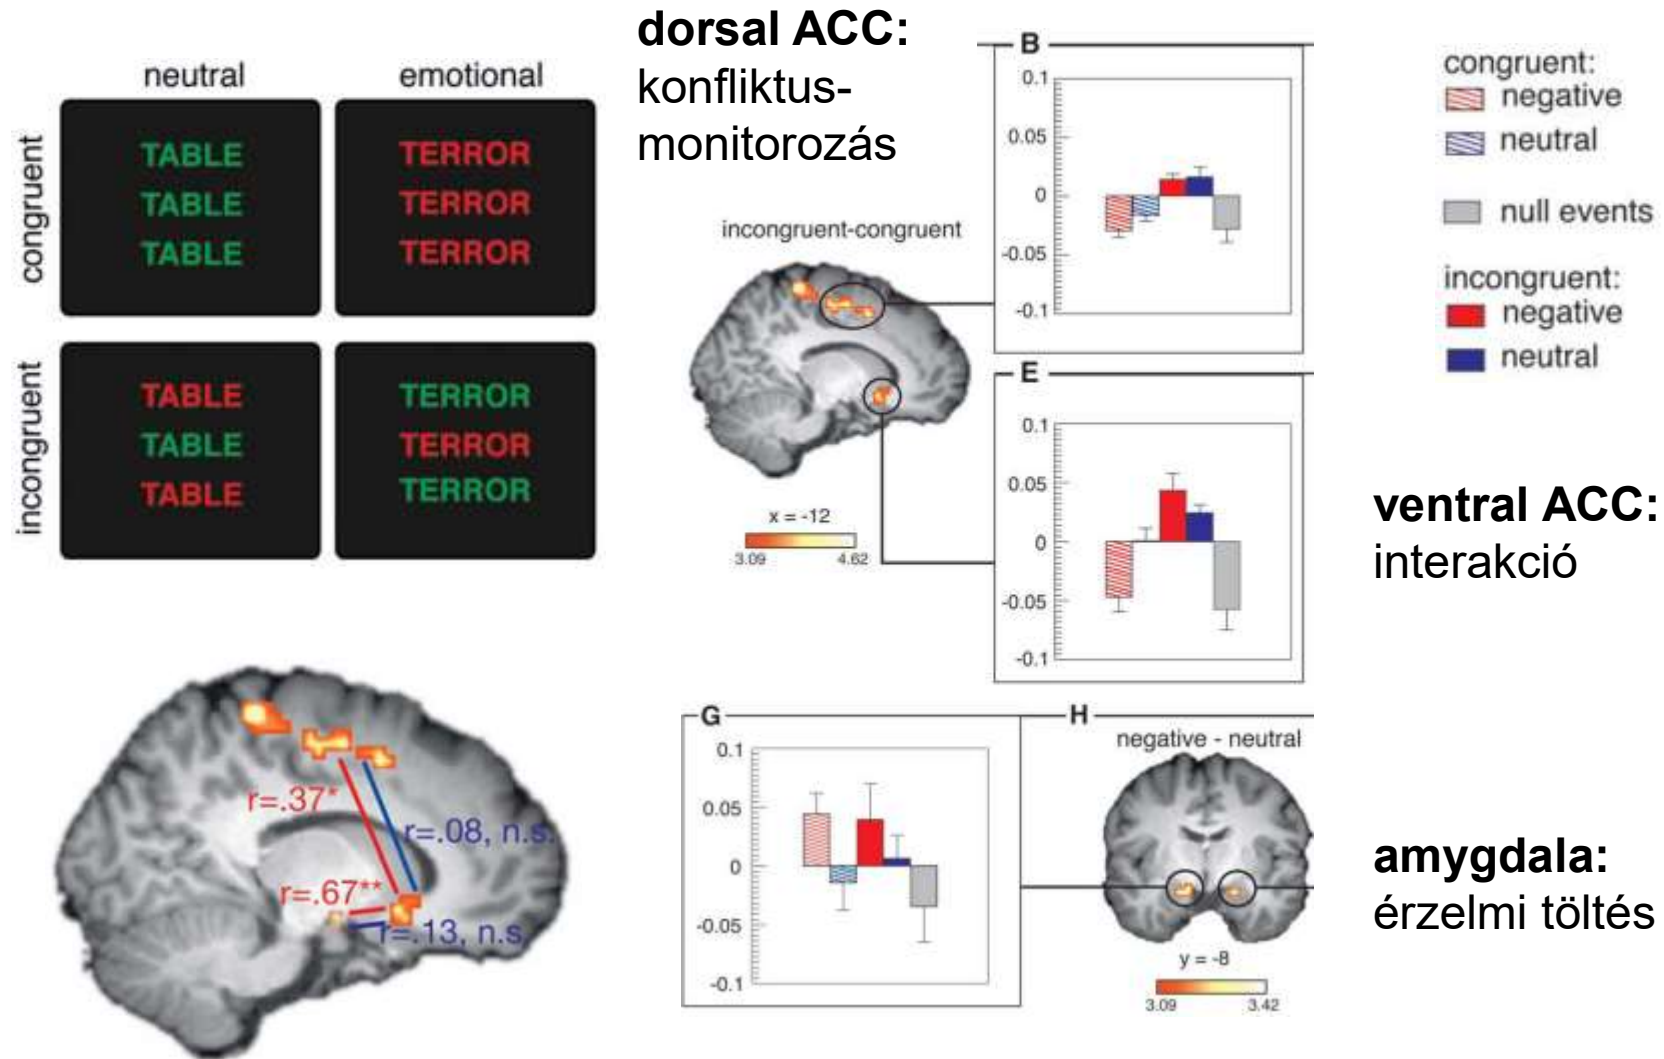 neutral
emotional
congruent
TABLE
TABLE
TABLE
TERROR
TERROR
TERROR
incongruent
TABLE
TABLE
TABLE
TERROR
TERROR
TERROR
dorsal ACC:
konfliktus-
monitorozás
incongruent-congruent
x = -12
3.09
4.62
B
0.1
0.05
0
-0.05
-0.1
E
0.1
0.05
0
-0.05
-0.1
congruent:
negative
neutral
null events
incongruent:
negative
neutral
ventral ACC:
interakció
r=.37*
r=.08, n.s.
r=.67**
r=.13, n.s.
G
0.1
0.05
0
-0.05
-0.1
H
negative - neutral
y = -8
3.09
3.42
amygdala:
érzelmi töltés